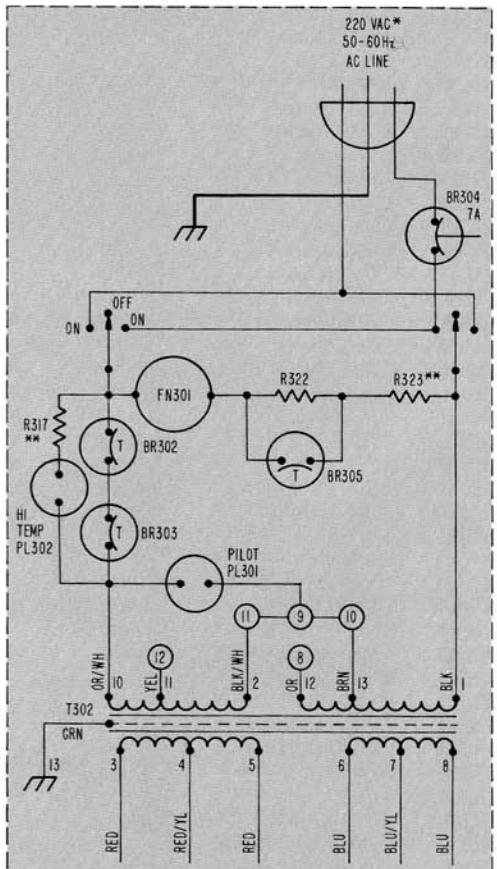 220 VAC*
50-60Hz
AC LINE
BR304
7A
OFF
ON
ON
R317
**
FN301
R322
R323**
BR302
BR305
HI
TEMP
PL302
BR303
PILOT
PL301
T
T
T
11
9
10
12
8
OR/WH
YEL
BLK/WH
OR
BRN
BLK
10
11
2
12
13
1
T302
GRN
13
3
4
5
6
7
8
RED
RED/YL
RED
BLU
BLU/YL
BLU